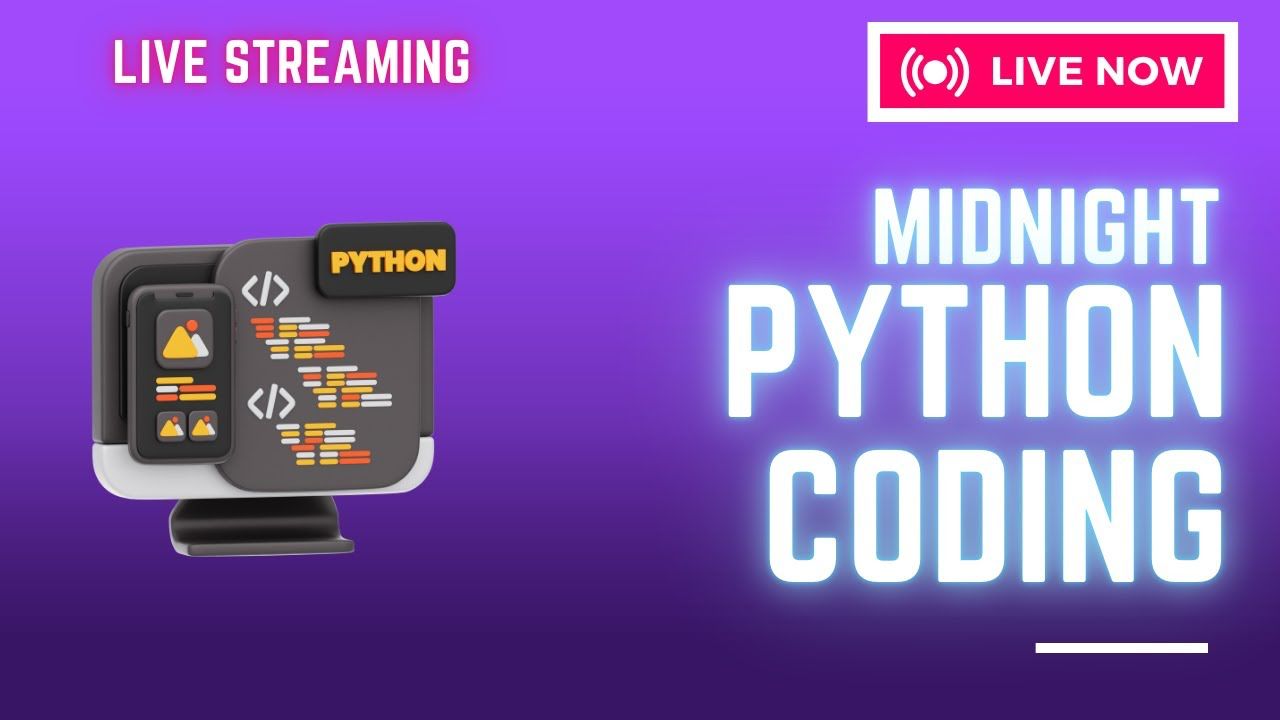 LIVE STREAMING
LIVE NOW
MIDNIGHT
PYTHON
CODING
PYTHON
</>
</>